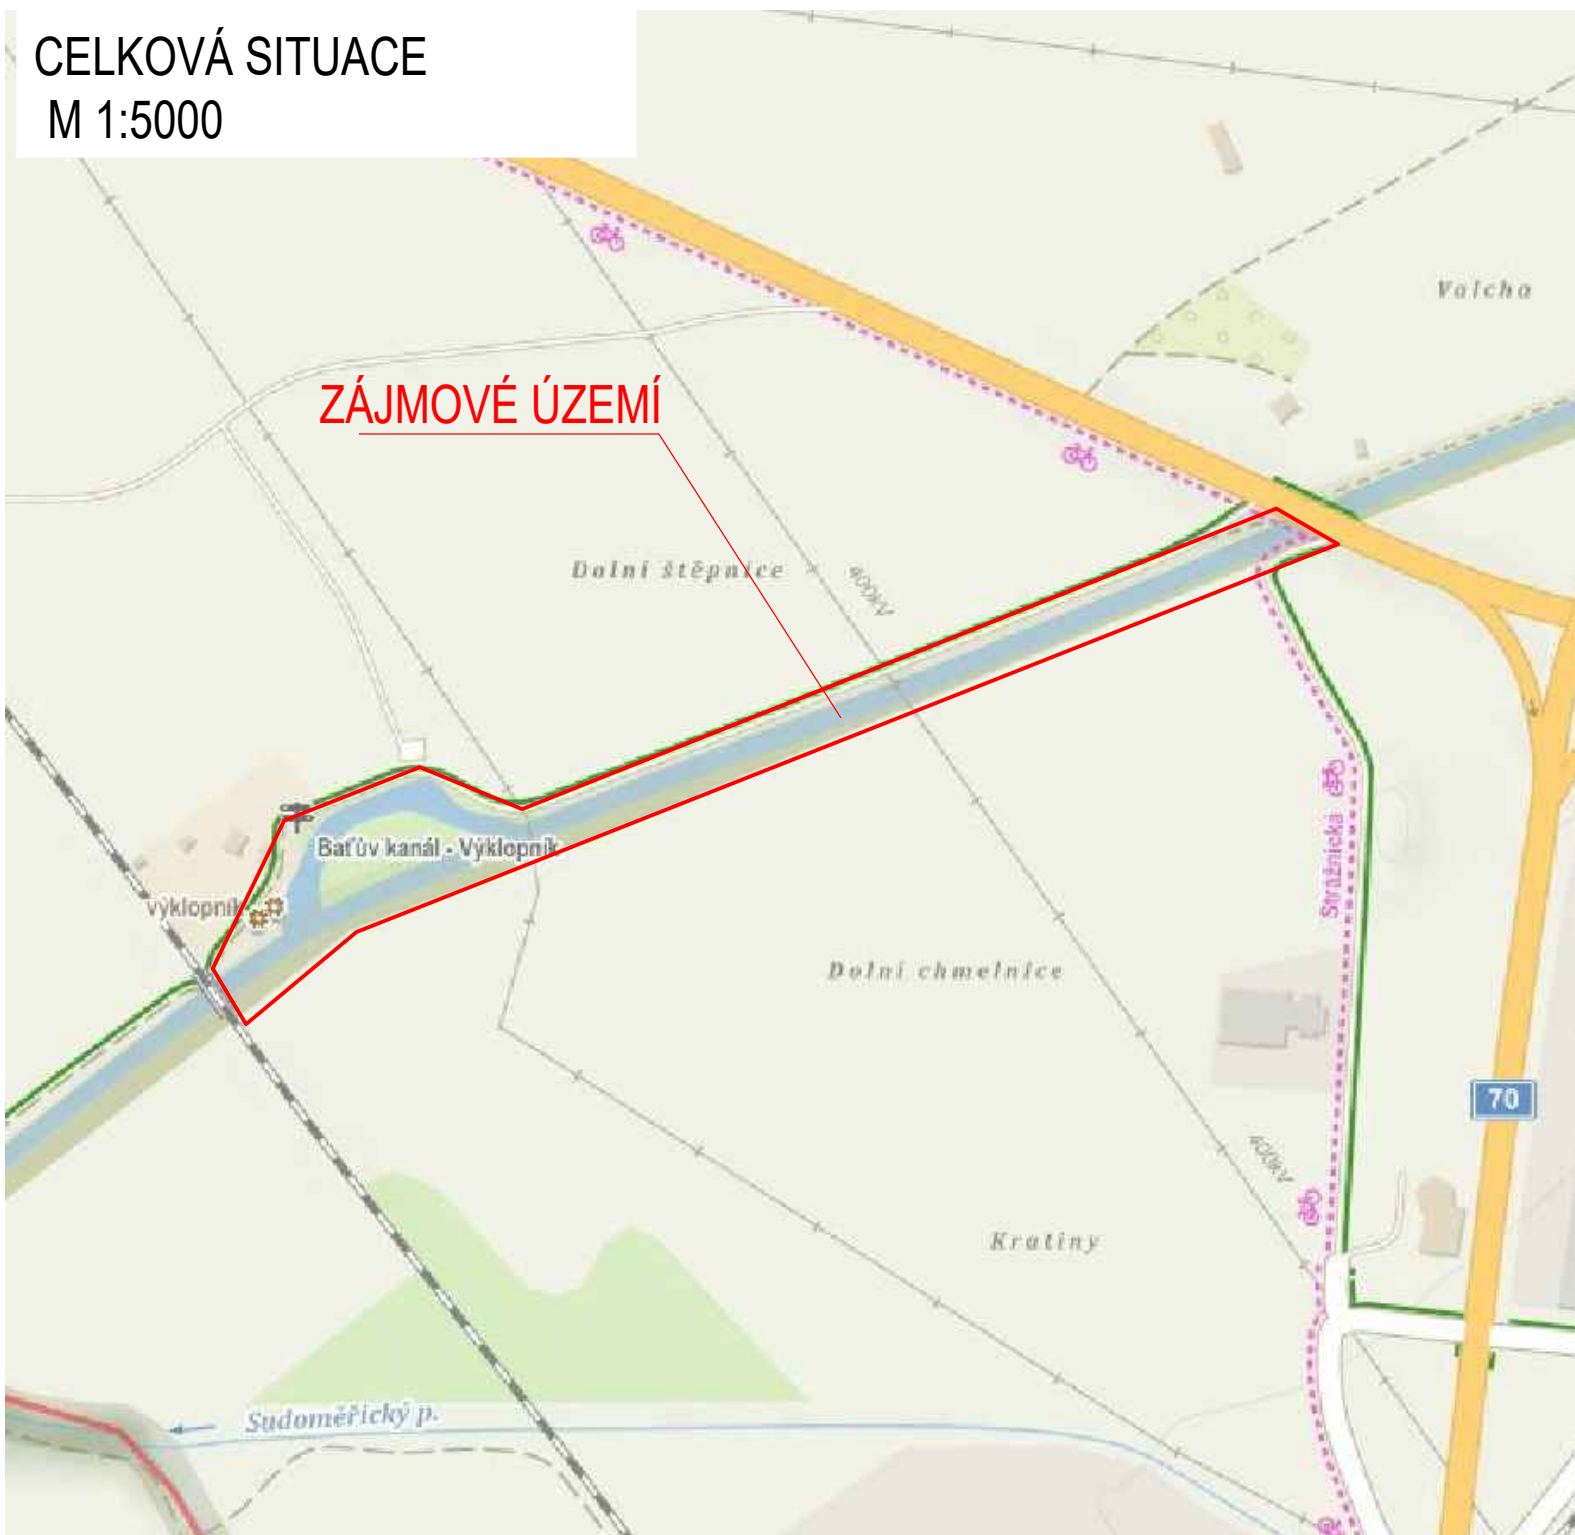 CELKOVÁ SITUACE
M 1:5000
Valcha
ZÁJMOVÉ ÚZEMÍ
Dolní štěpnice
400kV
Baťův kanál - Výklopník
výklopník
Strážnická
Dolní chmelnice
70
400kV
Kratiny
Sudoměřický p.